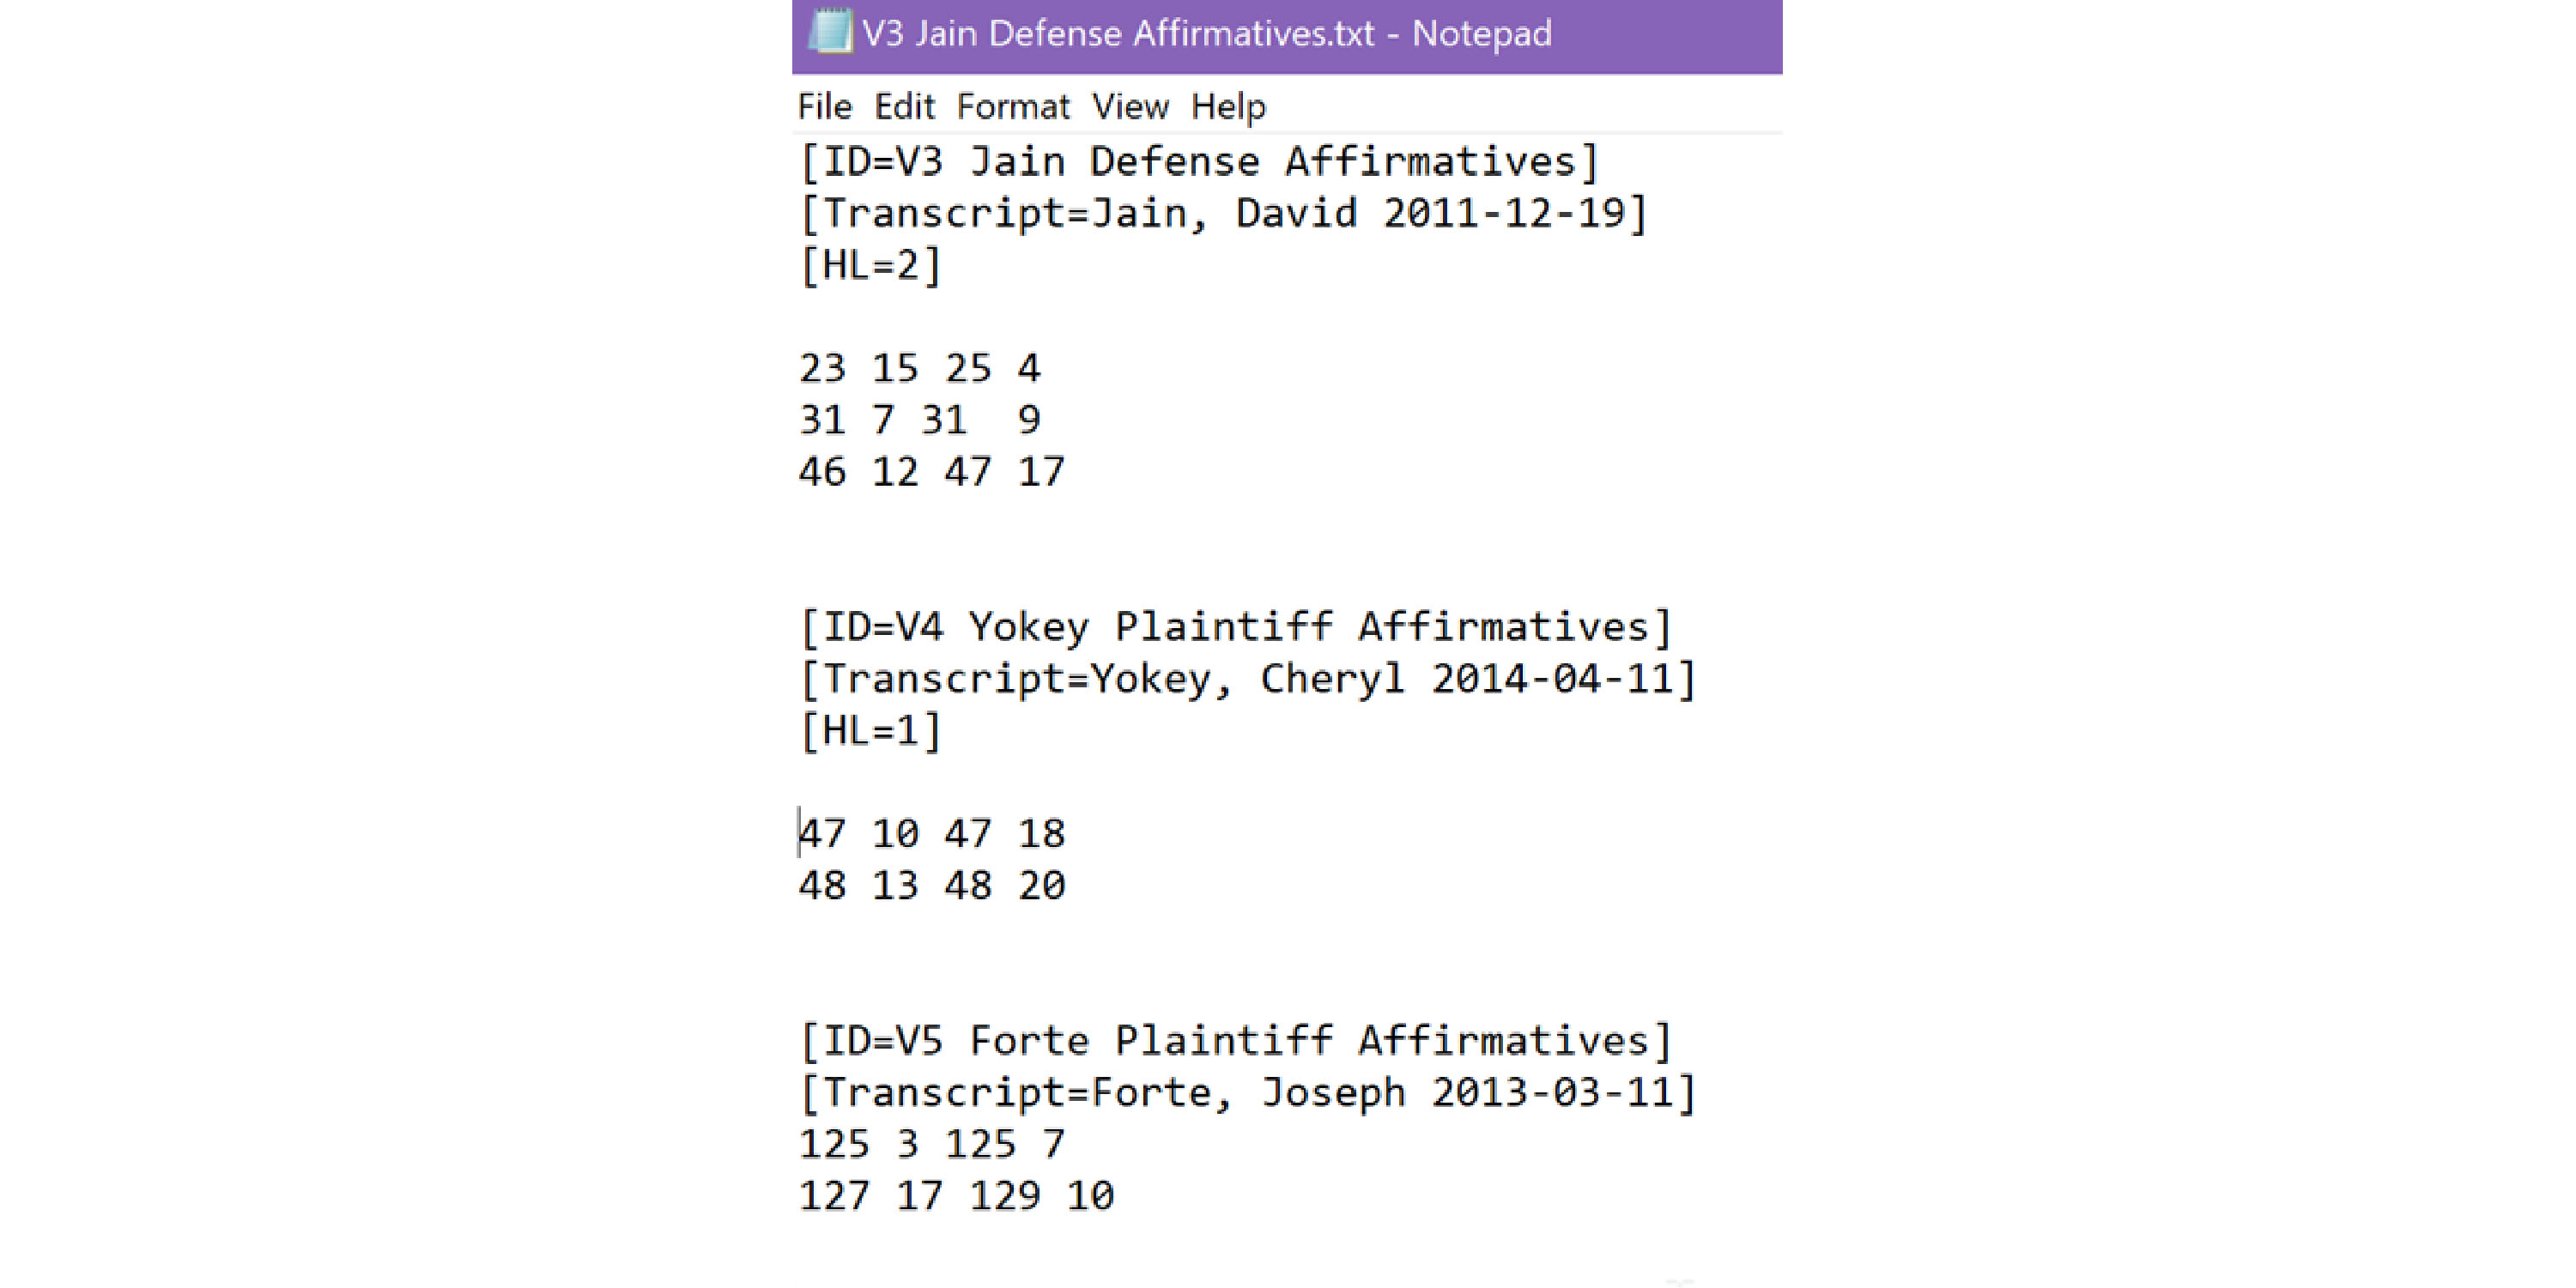 V3 Jain Defense Affirmatives.txt - Notepad
File Edit Format View Help
[ID=V3 Jain Defense Affirmatives]
[Transcript=Jain, David 2011-12-19]
[HL=2]
23 15 25 4
31 7 31  9
46 12 47 17
[ID=V4 Yokey Plaintiff Affirmatives]
[Transcript=Yokey, Cheryl 2014-04-11]
[HL=1]
47 10 47 18
48 13 48 20
[ID=V5 Forte Plaintiff Affirmatives]
[Transcript=Forte, Joseph 2013-03-11]
125 3 125 7
127 17 129 10